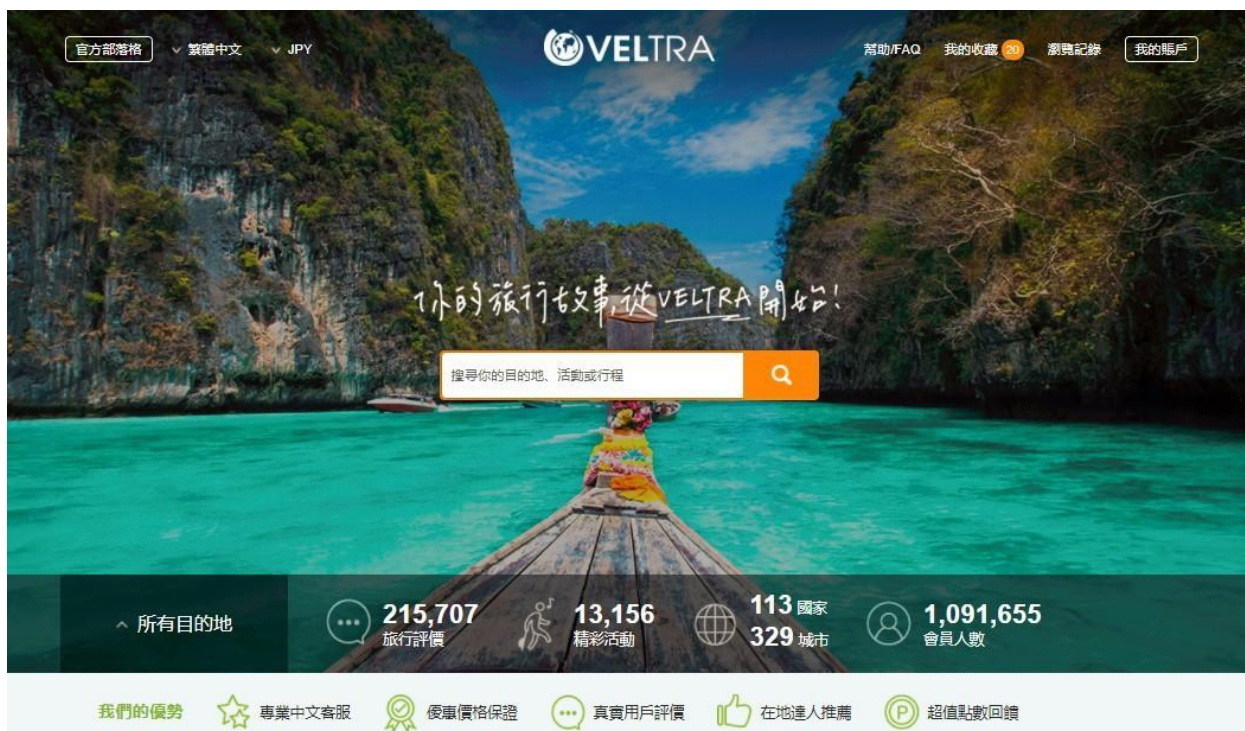 官方部落格 繁體中文 JPY VELTRA 幫助/FAQ 我的收藏 20 瀏覽記錄 我的賬戶
你的旅行故事,從VELTRA開始!
搜尋你的目的地、活動或行程
所有目的地
215,707
旅行評價
13,156
精彩活動
113 國家
329 城市
1,091,655
會員人數
我們的優勢 專業中文客服 優惠價格保證 真實用戶評價 在地達人推薦 P 超值點數回饋